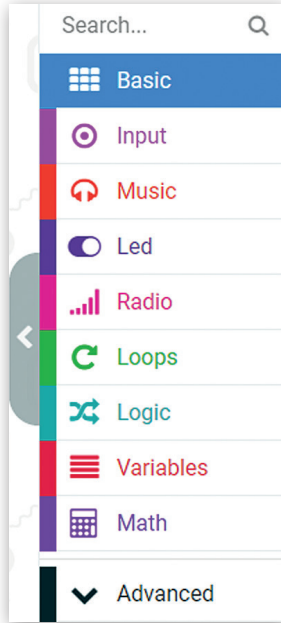 Search...
Basic
Input
Music
Led
Radio
Loops
Logic
Variables
Math
Advanced